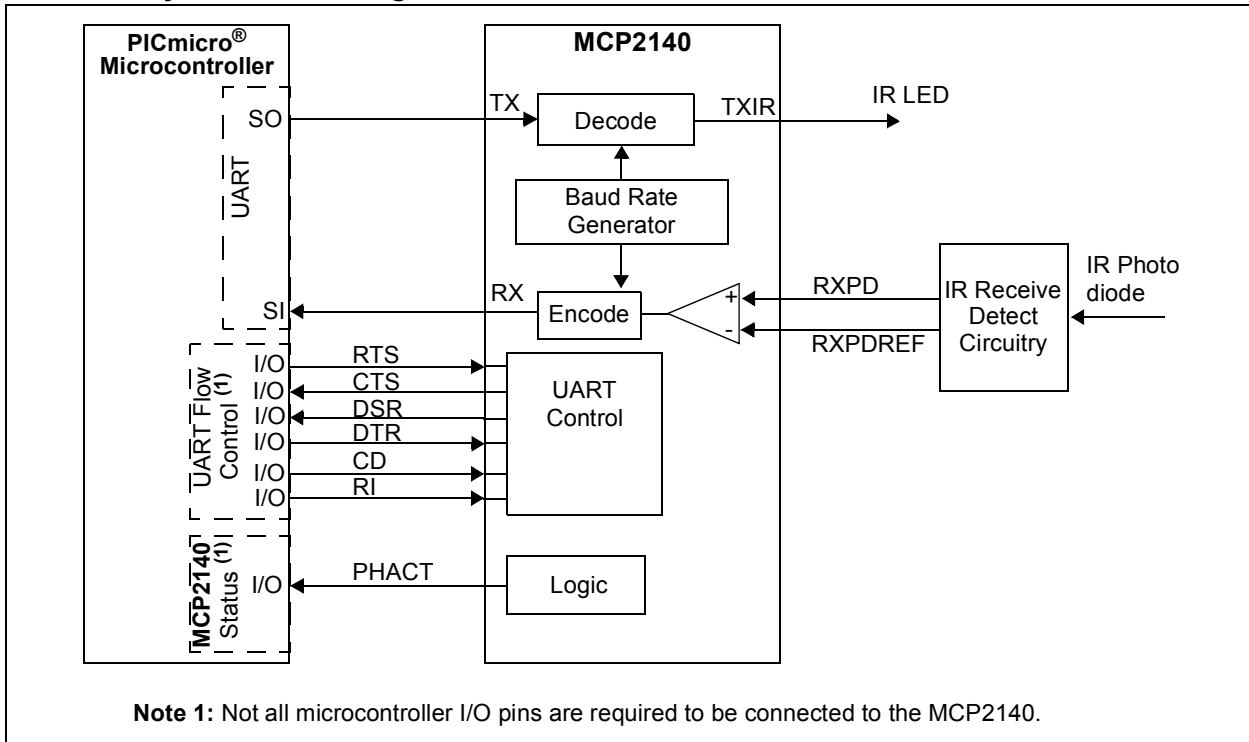 PICmicro®
Microcontroller
MCP2140
UART
SO
TX
Decode
TXIR
IR LED
Baud Rate
Generator
SI
RX
Encode
+
-
RXPD
RXPDREF
IR Receive
Detect
Circuitry
IR Photo
diode
UART Flow
Control (1)
I/O
RTS
I/O
CTS
I/O
DSR
I/O
DTR
I/O
CD
I/O
RI
UART
Control
MCP2140
Status (1)
I/O
PHACT
Logic
Note 1: Not all microcontroller I/O pins are required to be connected to the MCP2140.